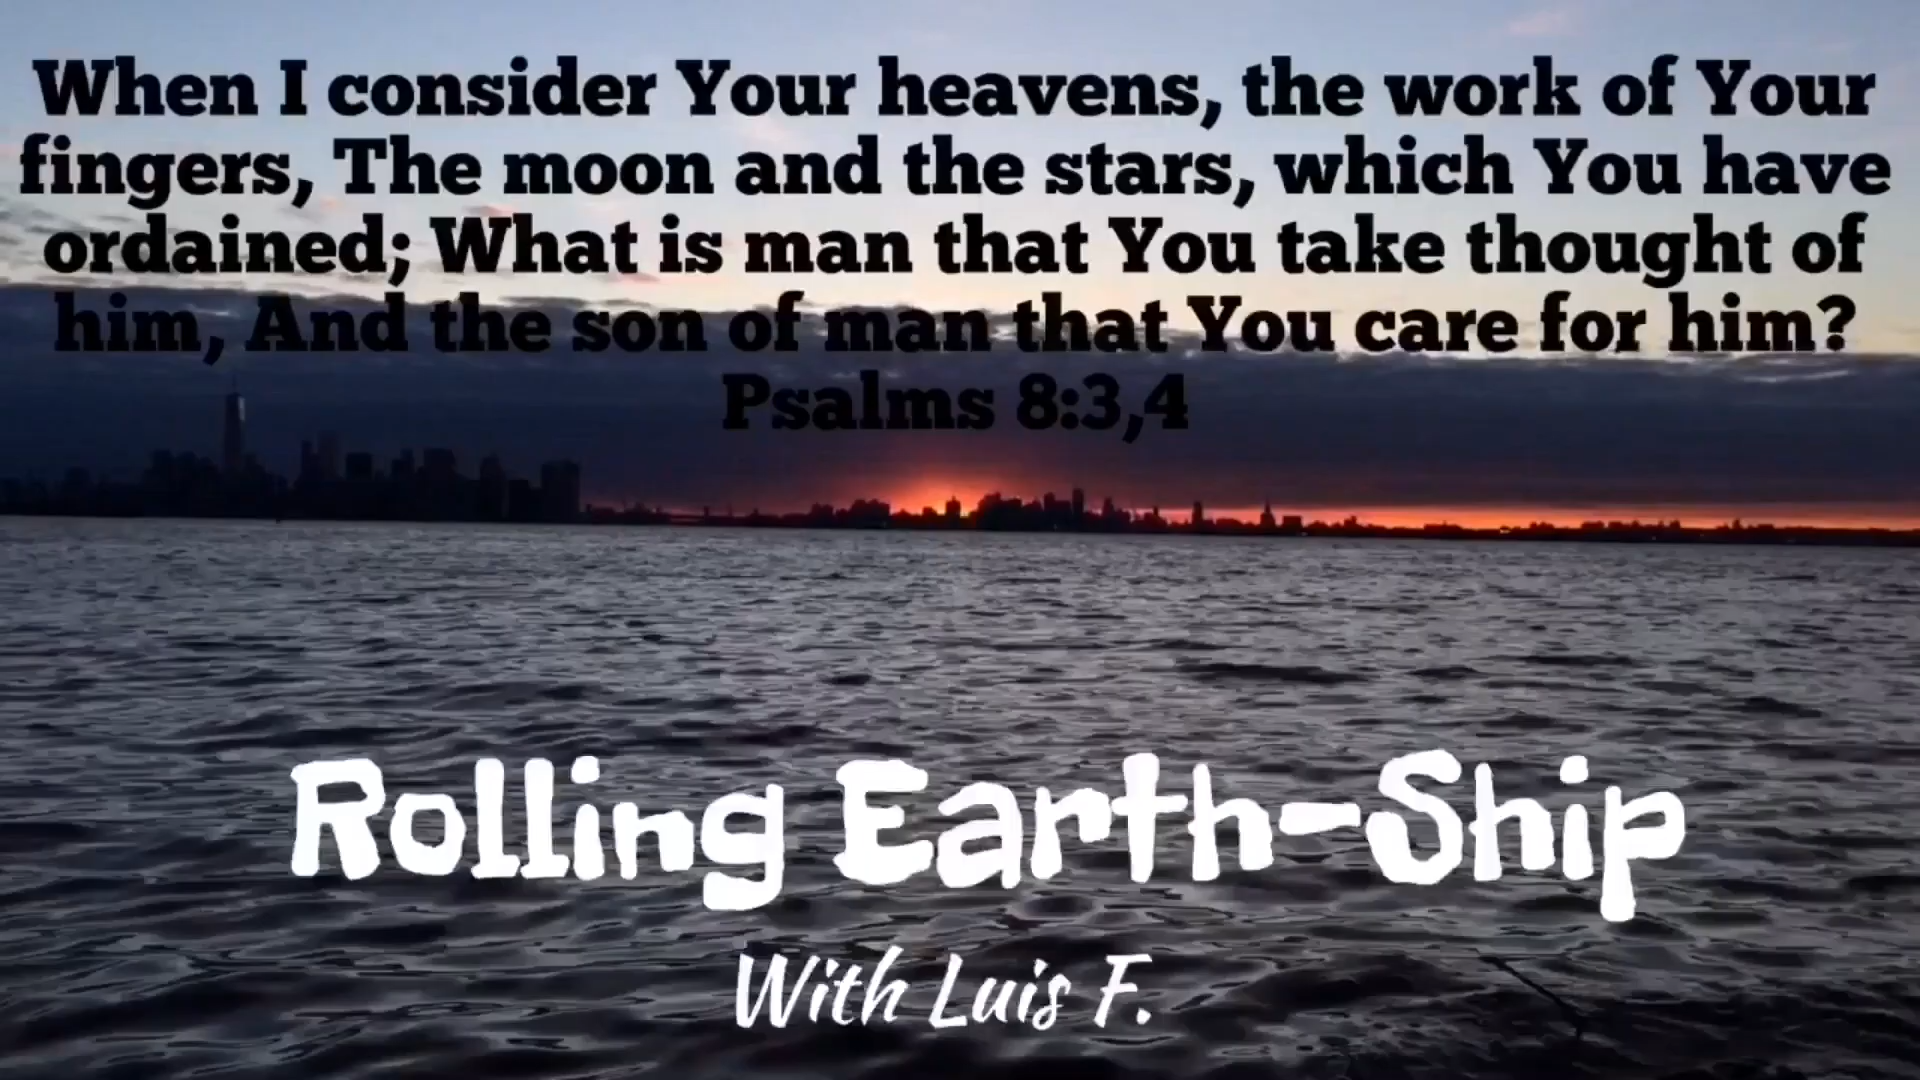 When I consider Your heavens, the work of Your
fingers, The moon and the stars, which You have
ordained; What is man that You take thought of
him, And the son of man that You care for him?
Psalms 8:3,4
Rolling Earth-Ship
With Luis F.